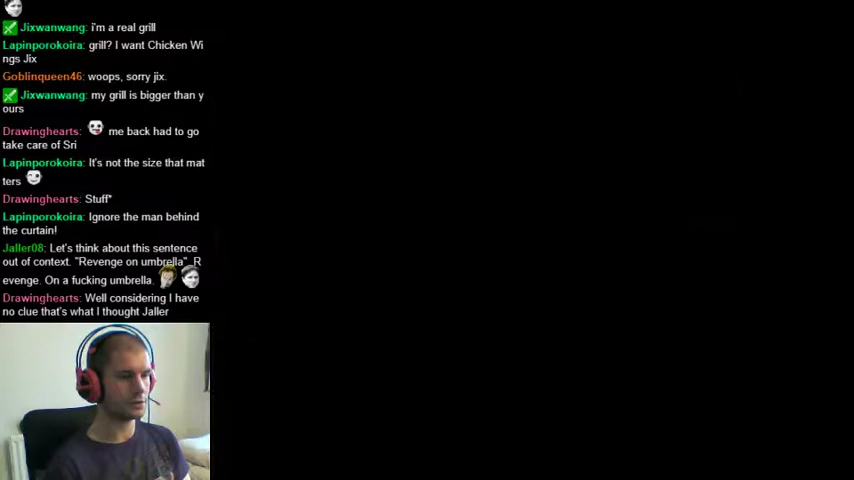 Jixwanwang: i'm a real grill
Lapinporokoira: grill? I want Chicken Wi
ngs Jix
Goblinqueen46: woops, sorry jix.
Jixwanwang: my grill is bigger than y
ours
Drawinghearts: me back had to go
take care of Sri
Lapinporokoira: It's not the size that mat
ters
Drawinghearts: Stuff*
Lapinporokoira: Ignore the man behind
the curtain!
Jaller08: Let's think about this sentence
out of context. "Revenge on umbrella"_R
evenge. On a fucking umbrella.
Drawinghearts: Well considering I have
no clue that's what I thought Jaller